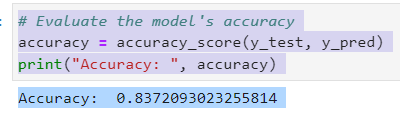 # Evaluate the model's accuracy
accuracy = accuracy_score(y_test, y_pred)
print("Accuracy: ", accuracy)
Accuracy:  0.8372093023255814